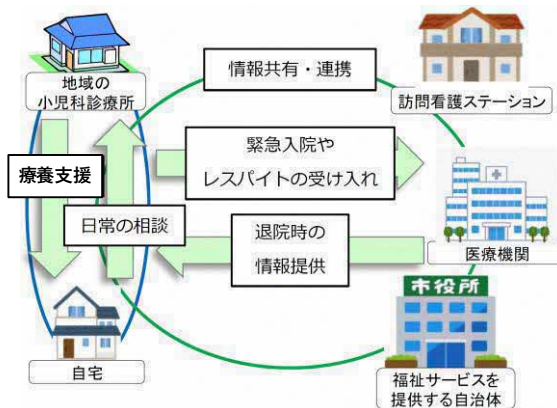 地域の
小児科診療所
情報共有・連携
訪問看護ステーション
緊急入院や
レスパイトの受け入れ
療養支援
日常の相談
退院時の
情報提供
医療機関
市役所
自宅
福祉サービスを
提供する自治体